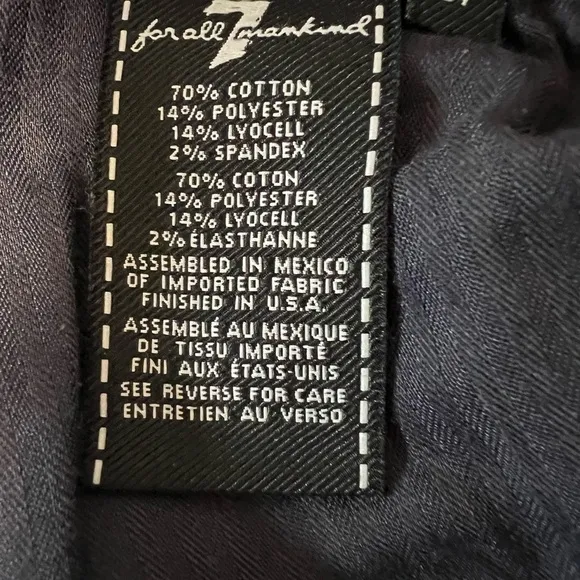 for all 7 mankind
70% COTTON
14% POLYESTER
14% LYOCELL
2% SPANDEX
70% COTON
14% POLYESTER
14% LYOCELL
2% ÉLASTHANNE
ASSEMBLED IN MEXICO
OF IMPORTED FABRIC
FINISHED IN U.S.A.
ASSEMBLÉ AU MEXIQUE
DE TISSU IMPORTÉ
FINI AUX ÉTATS-UNIS
SEE REVERSE FOR CARE
ENTRETIEN AU VERSO